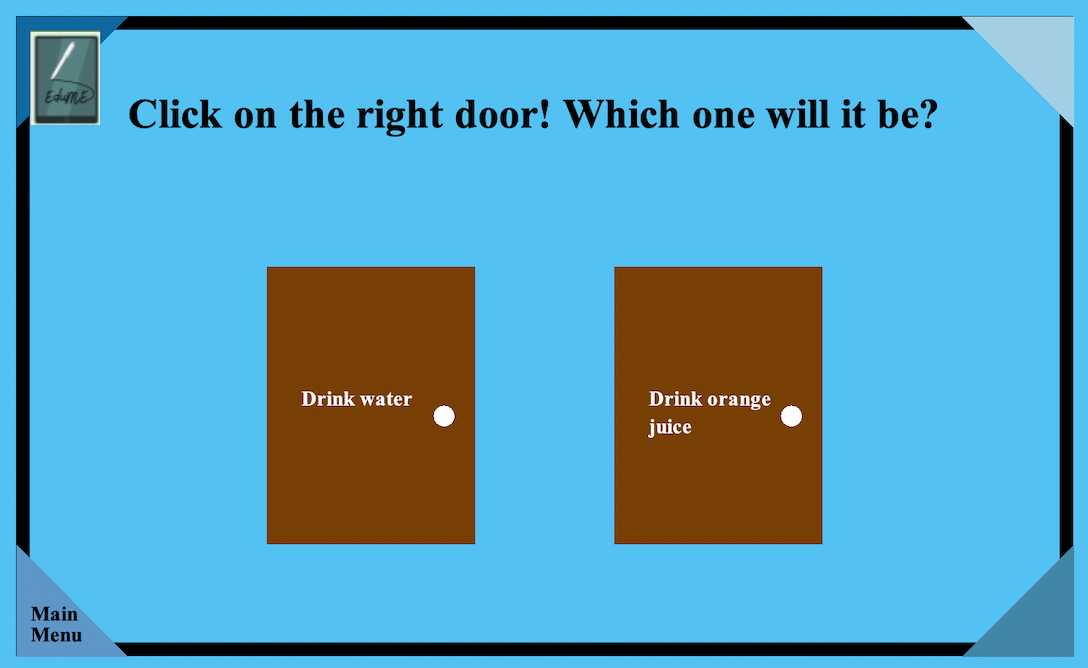 EduME
Click on the right door! Which one will it be?
Drink water
Drink orange
juice
Main
Menu